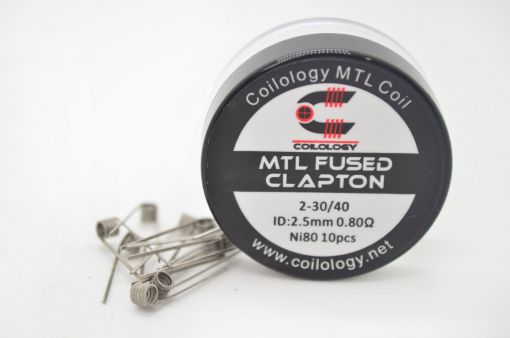 Coilology MTL Coil
COILOLOGY
MTL FUSED
CLAPTON
2-30/40
ID:2.5mm 0.80Ω
Ni80 10pcs
www.coilology.net